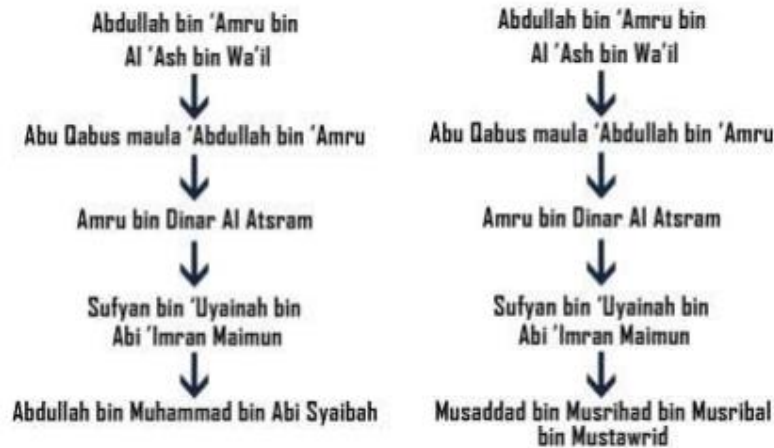 Abdullah bin 'Amru bin
Al 'Ash bin Wa'il
Abu Qabus maula 'Abdullah bin 'Amru
Amru bin Dinar Al Atsram
Sufyan bin 'Uyainah bin
Abi 'Imran Maimun
Abdullah bin Muhammad bin Abi Syaibah
Abdullah bin 'Amru bin
Al 'Ash bin Wa'il
Abu Qabus maula 'Abdullah bin 'Amru
Amru bin Dinar Al Atsram
Sufyan bin 'Uyainah bin
Abi 'Imran Maimun
Musaddad bin Musrihad bin Musribal
bin Mustawrid